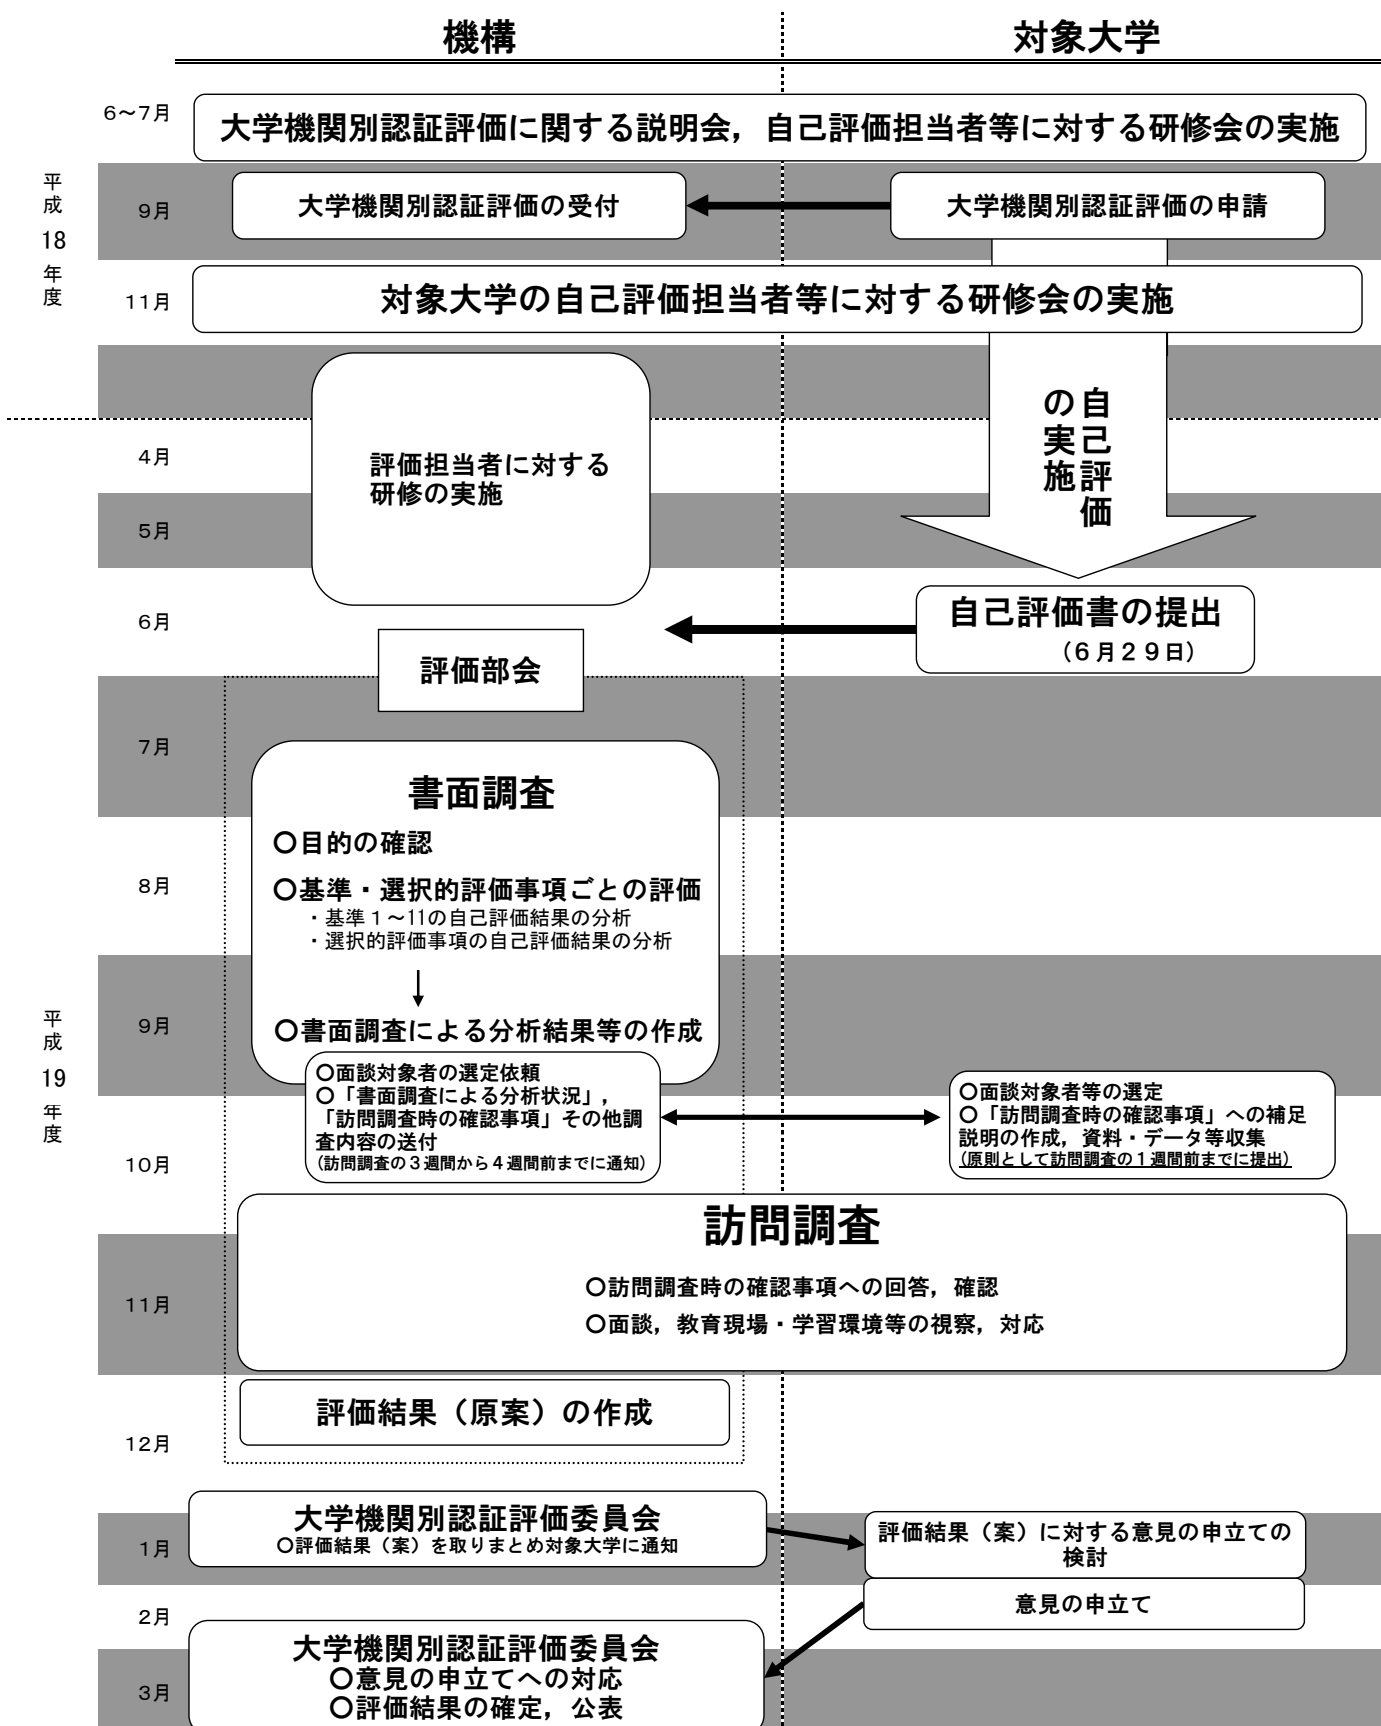 機構
対象大学
6～7月
大学機関別認証評価に関する説明会，自己評価担当者等に対する研修会の実施
平成18年度
9月
大学機関別認証評価の受付
大学機関別認証評価の申請
11月
対象大学の自己評価担当者等に対する研修会の実施
自己評価
の実施
4月
評価担当者に対する
研修の実施
5月
6月
自己評価書の提出
（６月２９日）
評価部会
7月
書面調査
○目的の確認
8月
○基準・選択的評価事項ごとの評価
・基準１～11の自己評価結果の分析
・選択的評価事項の自己評価結果の分析
↓
平成19年度
9月
○書面調査による分析結果等の作成
○面談対象者の選定依頼
○「書面調査による分析状況」，
「訪問調査時の確認事項」その他調
査内容の送付
（訪問調査の３週間から４週間前までに通知）
○面談対象者等の選定
○「訪問調査時の確認事項」への補足
説明の作成，資料・データ等収集
（原則として訪問調査の１週間前までに提出）
10月
訪問調査
○訪問調査時の確認事項への回答，確認
11月
○面談，教育現場・学習環境等の視察，対応
評価結果（原案）の作成
12月
大学機関別認証評価委員会
○評価結果（案）を取りまとめ対象大学に通知
1月
評価結果（案）に対する意見の申立ての
検討
意見の申立て
2月
大学機関別認証評価委員会
○意見の申立てへの対応
○評価結果の確定，公表
3月